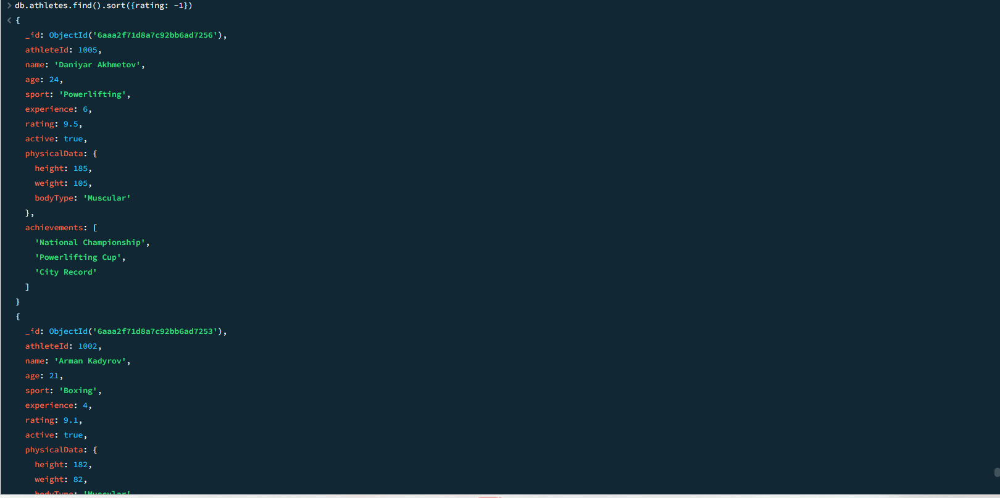 > db.athletes.find().sort({rating: -1})
< {
_id: ObjectId('6aaa2f71d8a7c92bb6ad7256'),
athleteId: 1005,
name: 'Daniyar Akhmetov',
age: 24,
sport: 'Powerlifting',
experience: 6,
rating: 9.5,
active: true,
physicalData: {
height: 185,
weight: 105,
bodyType: 'Muscular'
},
achievements: [
'National Championship',
'Powerlifting Cup',
'City Record'
]
}
{
_id: ObjectId('6aaa2f71d8a7c92bb6ad7253'),
athleteId: 1002,
name: 'Arman Kadyrov',
age: 21,
sport: 'Boxing',
experience: 4,
rating: 9.1,
active: true,
physicalData: {
height: 182,
weight: 82,
bodyType: 'Muscular'